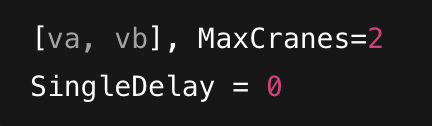 [va, vb], MaxCranes=2
SingleDelay = 0